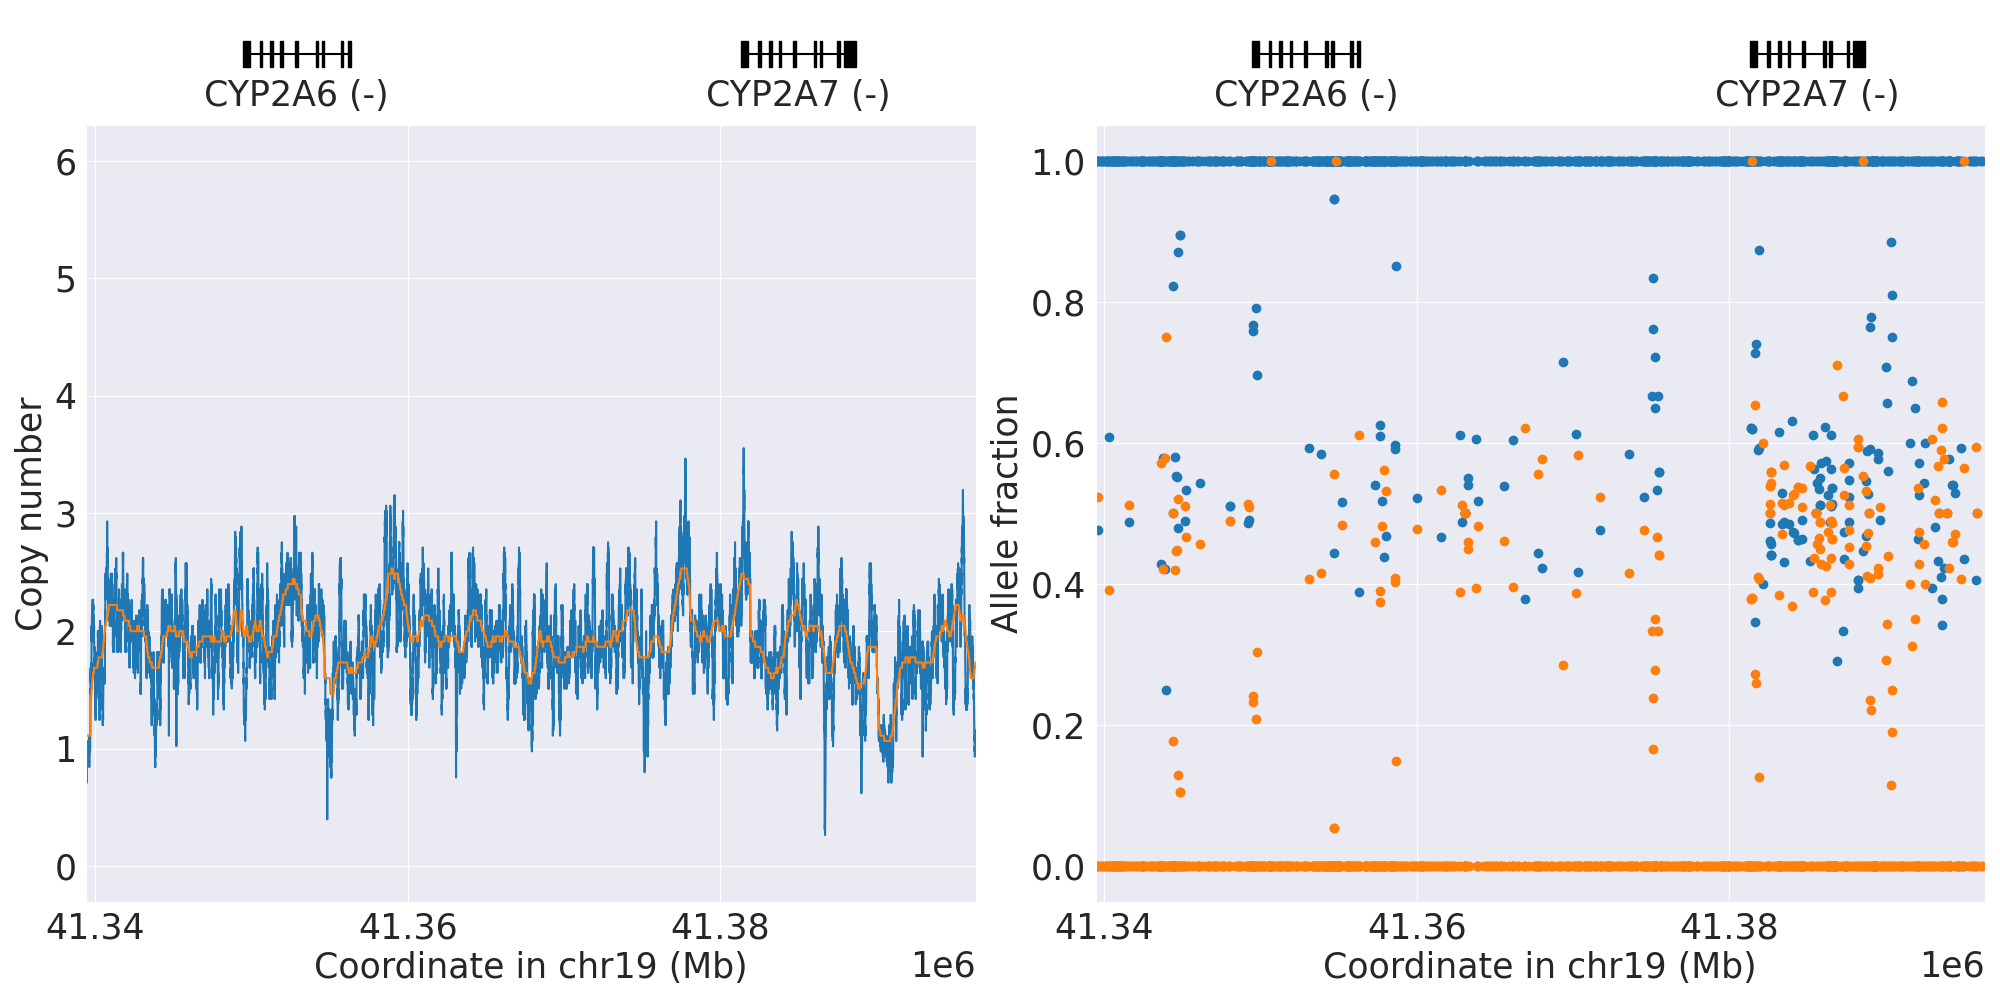 CYP2A6 (-)
CYP2A7 (-)
Copy number
6
5
4
3
2
1
0
41.34
41.36
41.38
Coordinate in chr19 (Mb)
1e6
CYP2A6 (-)
CYP2A7 (-)
Allele fraction
1.0
0.8
0.6
0.4
0.2
0.0
41.34
41.36
41.38
Coordinate in chr19 (Mb)
1e6